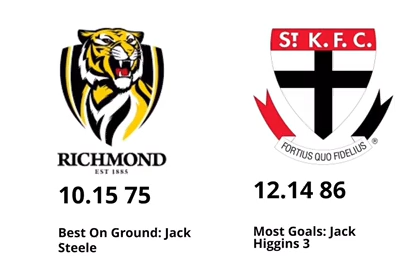 RICHMOND
EST 1885
10.15 75
Best On Ground: Jack
Steele
ST K.F.C.
FORTIUS QUO FIDELIUS
®
12.14 86
Most Goals: Jack
Higgins 3